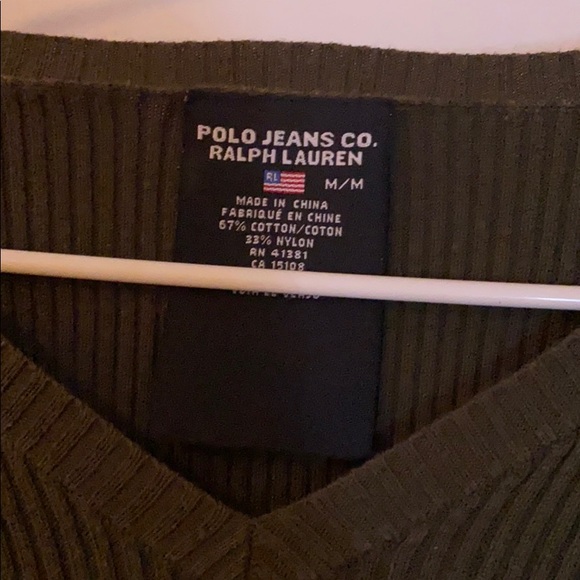 POLO JEANS CO.
RALPH LAUREN
RL M/M
MADE IN CHINA
FABRIQUÉ EN CHINE
67% COTTON/COTON
33% NYLON
RN 41381
CA 15108